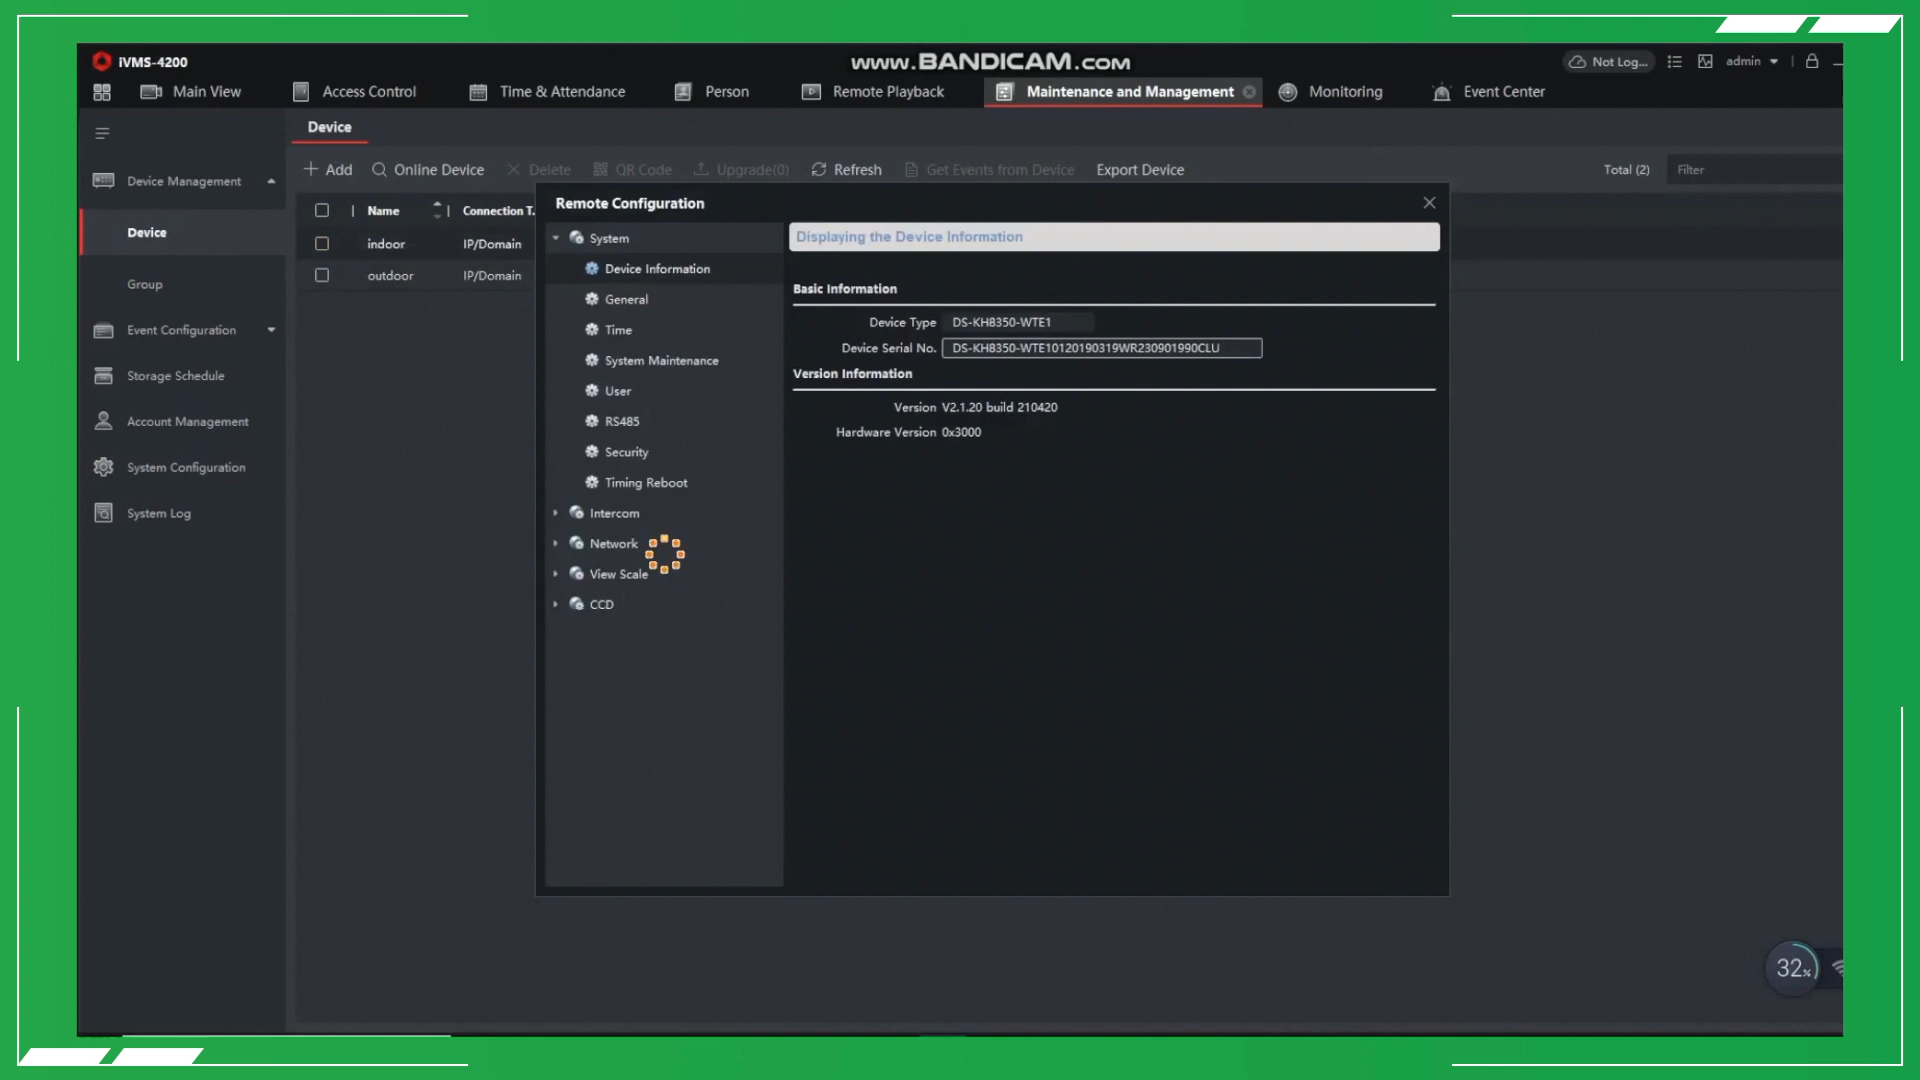 iVMS-4200
www.BANDICAM.com
Not Log...
admin
Main View
Access Control
Time & Attendance
Person
Remote Playback
Maintenance and Management
Monitoring
Event Center
Device
Add
Online Device
Delete
QR Code
Upgrade(0)
Refresh
Get Events from Device
Export Device
Total (2)
Filter
Device Management
Device
Group
Event Configuration
Storage Schedule
Account Management
System Configuration
System Log
Name
Connection T.
indoor
IP/Domain
outdoor
IP/Domain
Remote Configuration
System
Device Information
General
Time
System Maintenance
User
RS485
Security
Timing Reboot
Intercom
Network
View Scale
CCD
Displaying the Device Information
Basic Information
Device Type DS-KH8350-WTE1
Device Serial No. DS-KH8350-WTE10120190319WR230901990CLU
Version Information
Version V2.1.20 build 210420
Hardware Version 0x3000
32%